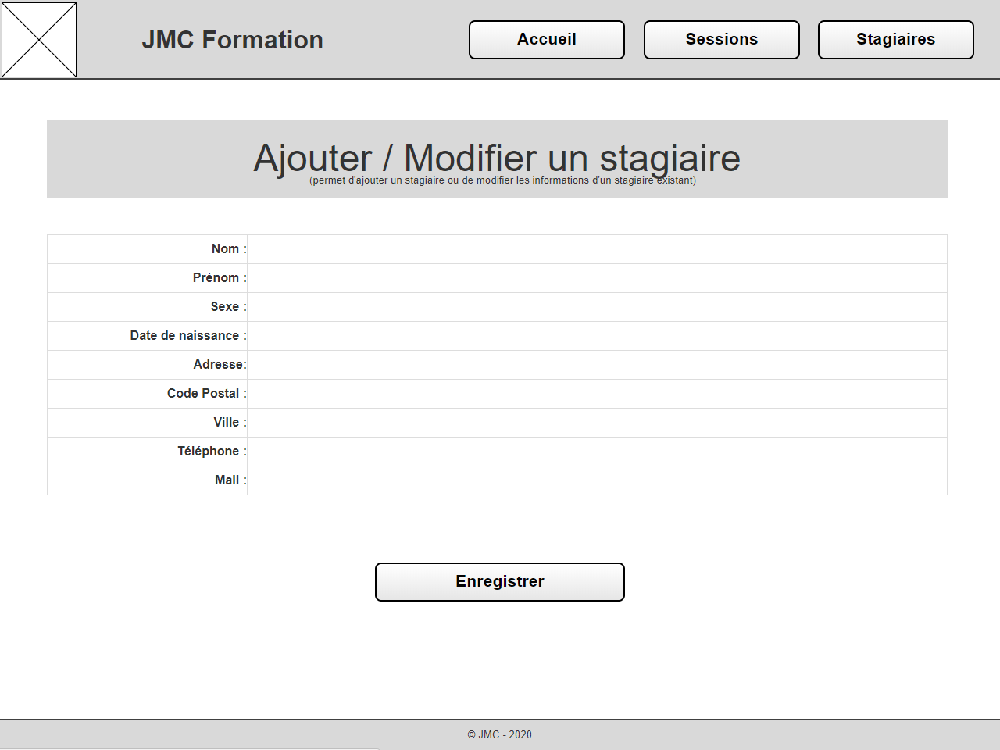 JMC Formation
Accueil
Sessions
Stagiaires
Ajouter / Modifier un stagiaire
(permet d'ajouter un stagiaire ou de modifier les informations d'un stagiaire existant)
Nom :
Prénom :
Sexe :
Date de naissance :
Adresse:
Code Postal :
Ville :
Téléphone :
Mail :
Enregistrer
© JMC - 2020